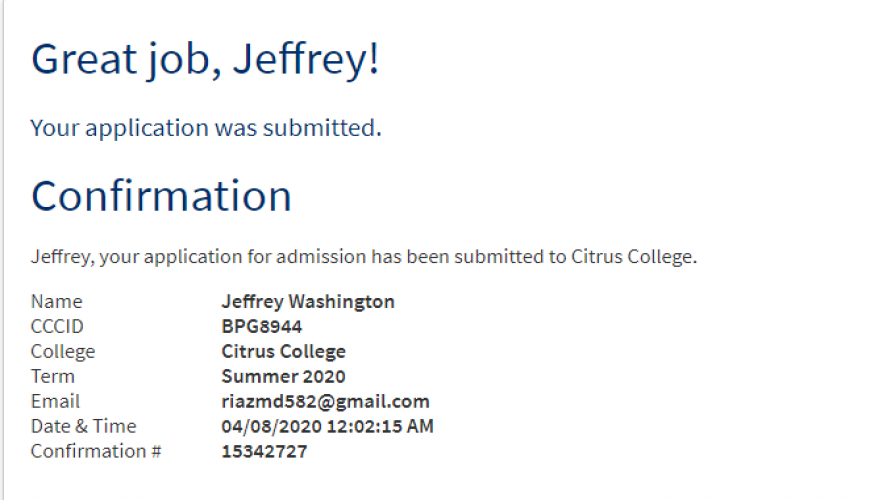 Great job, Jeffrey!
Your application was submitted.
Confirmation
Jeffrey, your application for admission has been submitted to Citrus College.
Name Jeffrey Washington
CCCID BPG8944
College Citrus College
Term Summer 2020
Email riazmd582@gmail.com
Date & Time 04/08/2020 12:02:15 AM
Confirmation # 15342727